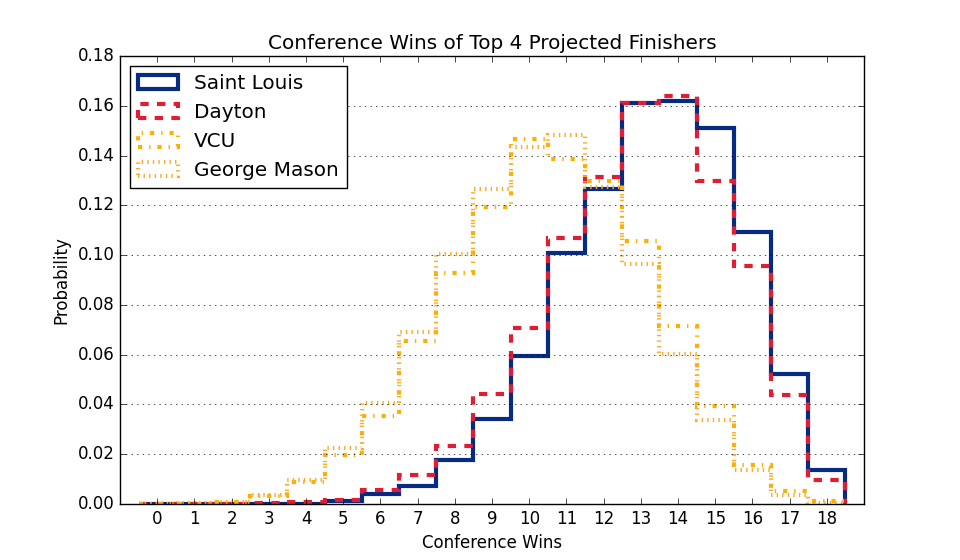 Conference Wins of Top 4 Projected Finishers
0.18
0.16
0.14
0.12
0.10
0.08
0.06
0.04
0.02
0.00
Probability
Saint Louis
Dayton
VCU
George Mason
0 1 2 3 4 5 6 7 8 9 10 11 12 13 14 15 16 17 18
Conference Wins